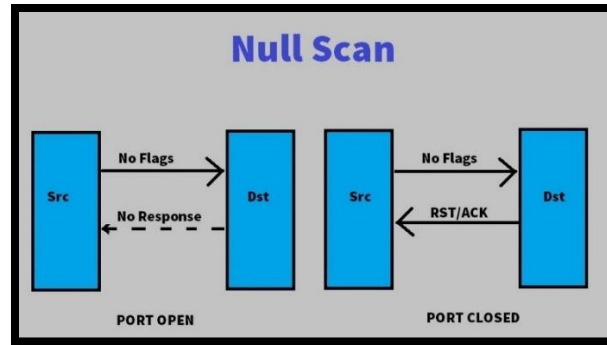 Null Scan
No Flags
Src
Dst
No Response
PORT OPEN
No Flags
Src
Dst
RST/ACK
PORT CLOSED